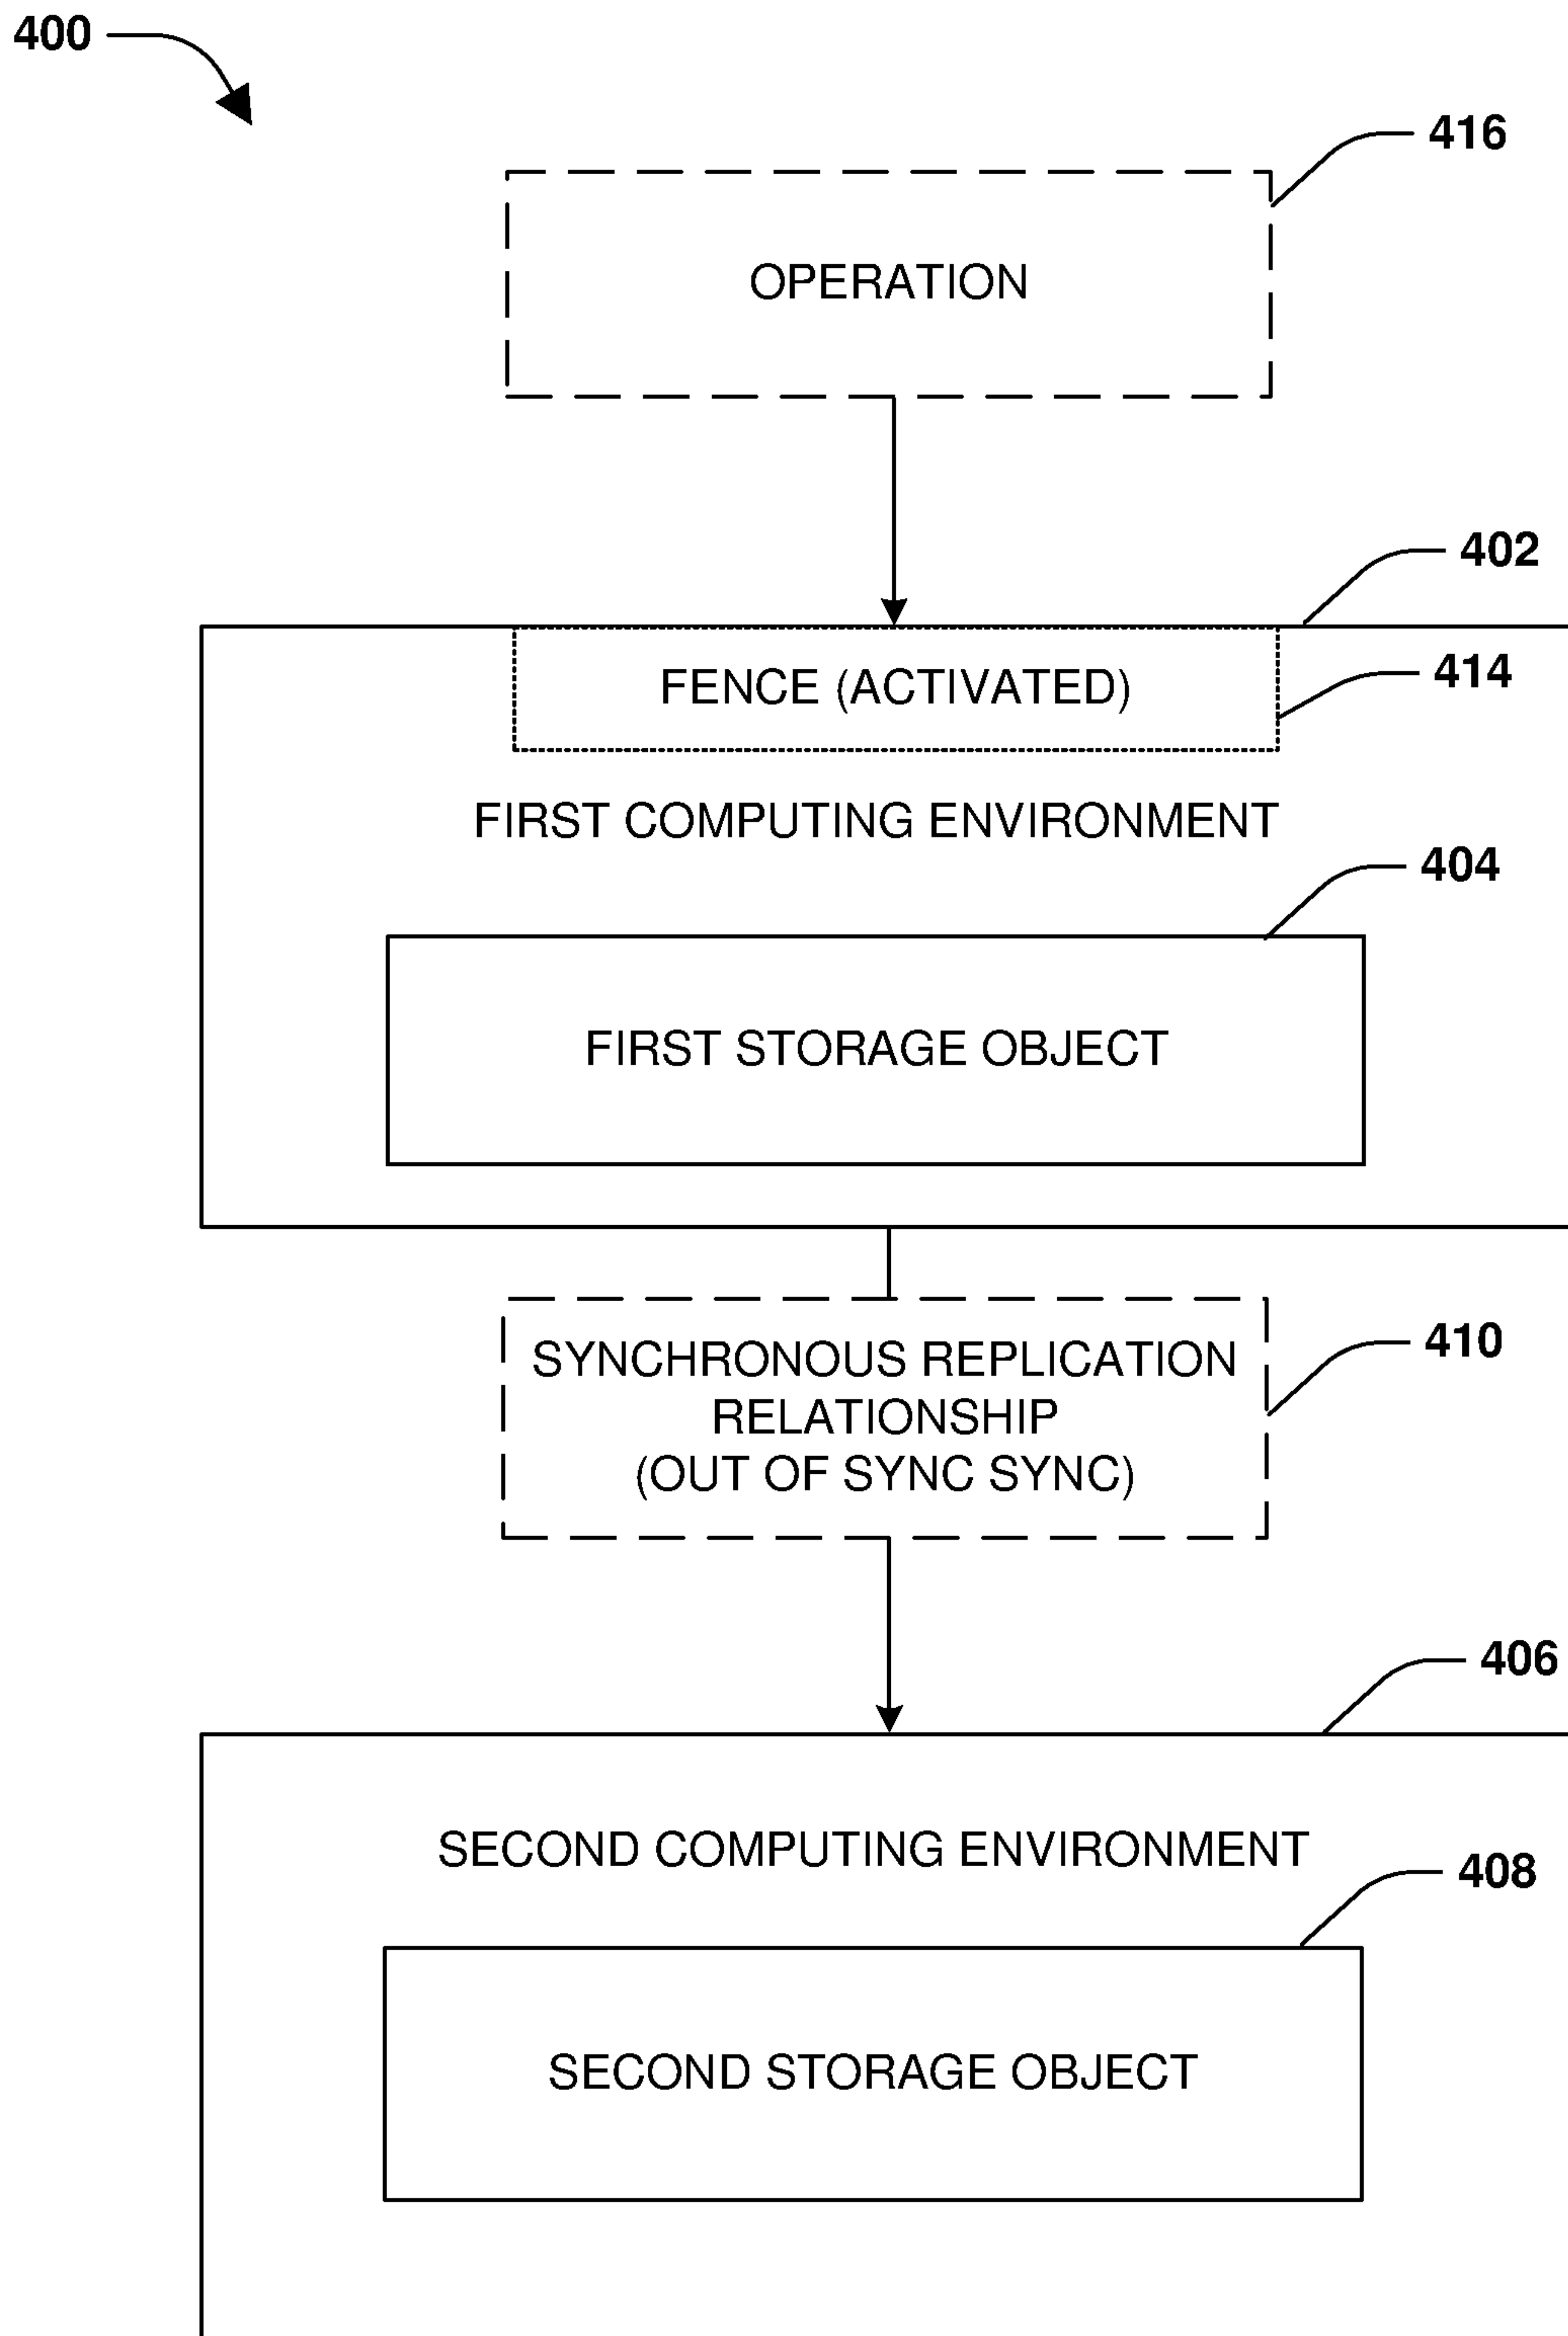 400
416
OPERATION
402
FENCE (ACTIVATED)
414
FIRST COMPUTING ENVIRONMENT
404
FIRST STORAGE OBJECT
SYNCHRONOUS REPLICATION
RELATIONSHIP
(OUT OF SYNC SYNC)
410
406
SECOND COMPUTING ENVIRONMENT
408
SECOND STORAGE OBJECT